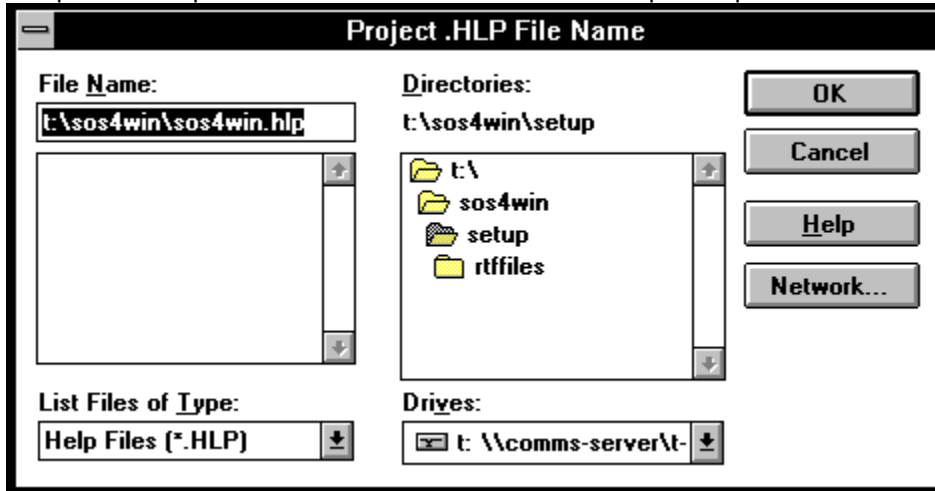 Project .HLP File Name
File Name:
t:\sos4win\sos4win.hlp
Directories:
t:\sos4win\setup
t:\
sos4win
setup
rtffiles
OK
Cancel
Help
Network...
List Files of Type:
Help Files (*.HLP)
Drives:
t: \\comms-server\t-